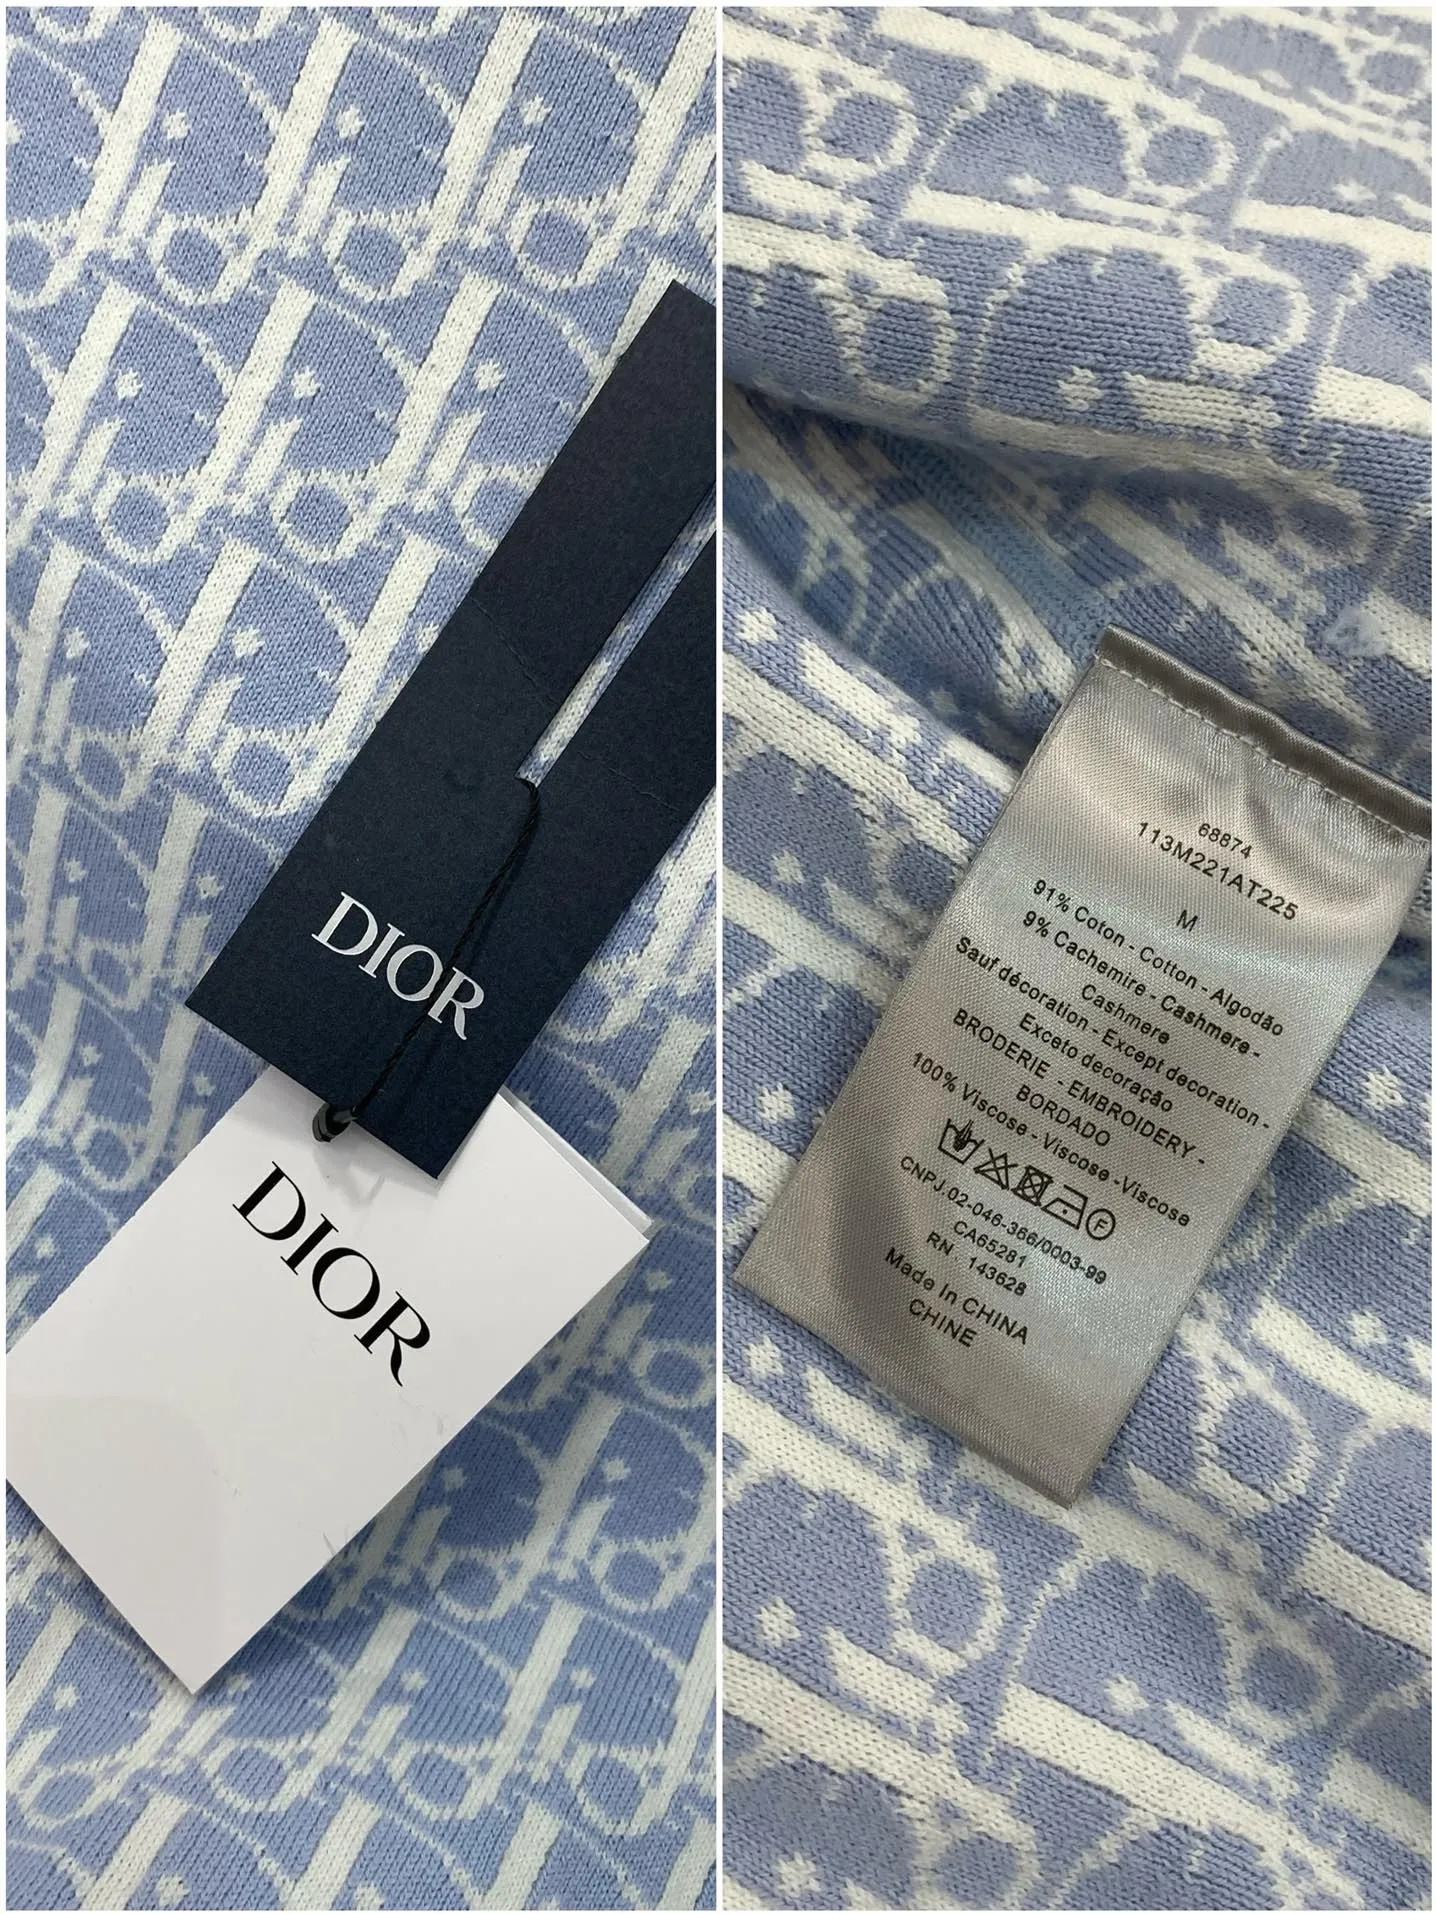 DIOR
DIOR
68874
113M221AT225
M
91% Coton - Cotton - Algodão
9% Cachemire - Cashmere -
Cashmere
Sauf décoration - Except decoration -
Exceto decoração
BRODERIE - EMBROIDERY -
BORDADO
100% Viscose - Viscose - Viscose
F
CNPJ.02-046-366/0003-99
CA65281
RN . 143628
Made In CHINA
CHINE